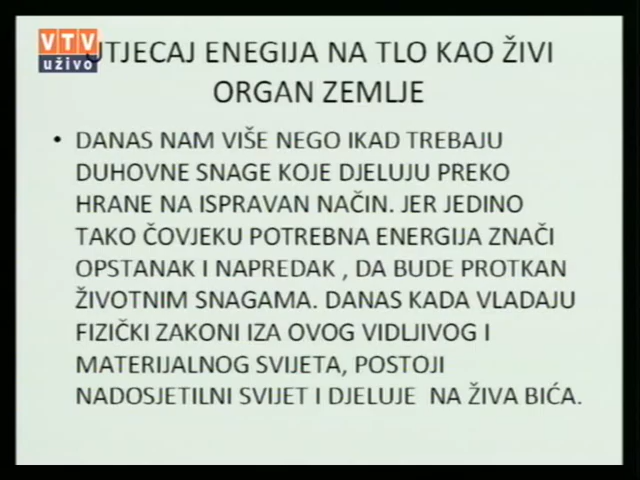 VTV
uživo
UTJECAJ ENEGIJA NA TLO KAO ŽIVI
ORGAN ZEMLJE
• DANAS NAM VIŠE NEGO IKAD TREBAJU
DUHOVNE SNAGE KOJE DJELUJU PREKO
HRANE NA ISPRAVAN NAČIN. JER JEDINO
TAKO ČOVJEKU POTREBNA ENERGIJA ZNAČI
OPSTANAK I NAPREDAK , DA BUDE PROTKAN
ŽIVOTNIM SNAGAMA. DANAS KADA VLADAJU
FIZIČKI ZAKONI IZA OVOG VIDLJIVOG I
MATERIJALNOG SVIJETA, POSTOJI
NADOSJETILNI SVIJET I DJELUJE  NA ŽIVA BIĆA.